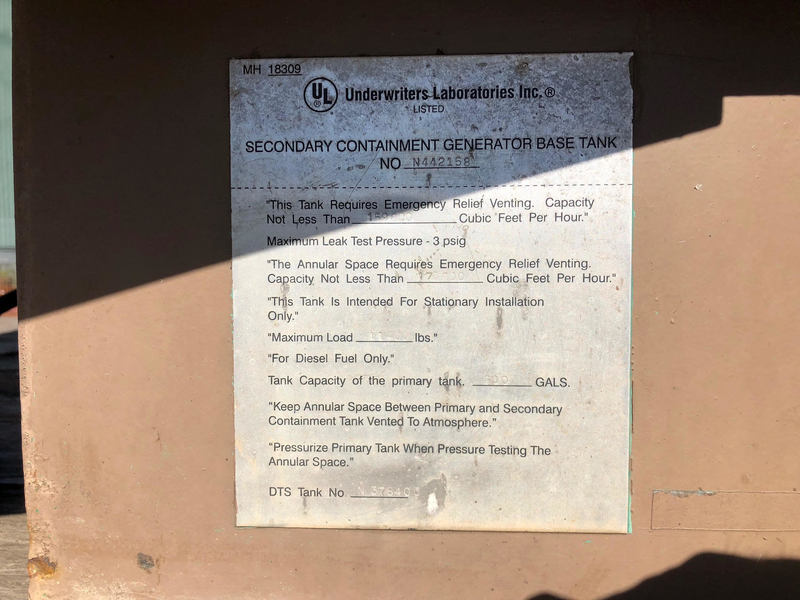 MH 18309
UL ® Underwriters Laboratories Inc.®
LISTED
SECONDARY CONTAINMENT GENERATOR BASE TANK
NO N442158
"This Tank Requires Emergency Relief Venting. Capacity
Not Less Than Cubic Feet Per Hour."
Maximum Leak Test Pressure - 3 psig
"The Annular Space Requires Emergency Relief Venting.
Capacity Not Less Than Cubic Feet Per Hour."
"This Tank Is Intended For Stationary Installation
Only."
"Maximum Load lbs."
"For Diesel Fuel Only."
Tank Capacity of the primary tank. GALS.
"Keep Annular Space Between Primary and Secondary
Containment Tank Vented To Atmosphere."
"Pressurize Primary Tank When Pressure Testing The
Annular Space."
DTS Tank No.